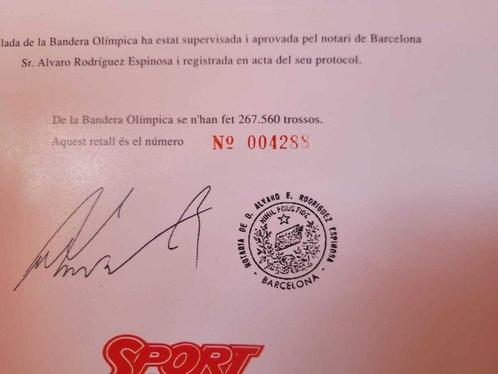 lada de la Bandera Olímpica ha estat supervisada i aprovada pel notari de Barcelona
Sr. Alvaro Rodríguez Espinosa i registrada en acta del seu protocol.
De la Bandera Olímpica se n'han fet 267.560 trossos.
Aquest retall és el número Nº 004288
NOTARIA DE D. ALVARO E. RODRIGUEZ ESPINOSA
NIHIL PRIUS FIDE
- BARCELONA -
SPORT